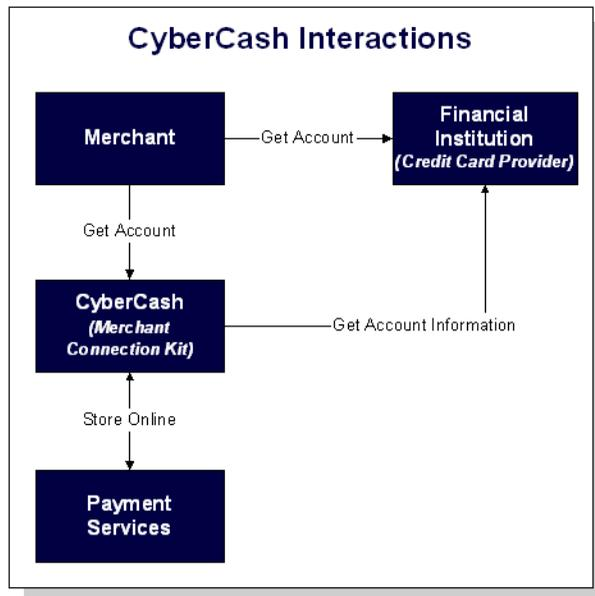 CyberCash Interactions
Merchant
Get Account
Financial
Institution
(Credit Card Provider)
Get Account
CyberCash
(Merchant
Connection Kit)
Get Account Information
Store Online
Payment
Services